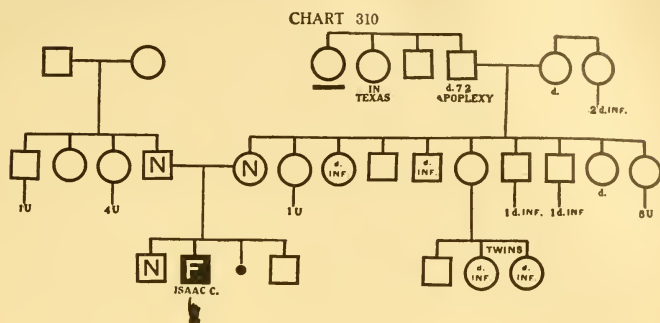 CHART 310
IN
TEXAS
d.72
APOPLEXY
d.
2 d.INF.
N
N
d.
INF
d.
INF.
d.
1U
4U
1U
1 d.INF.
1 d.INF
8U
TWINS
N
F
d.
INF
d.
INF.
ISAAC C.